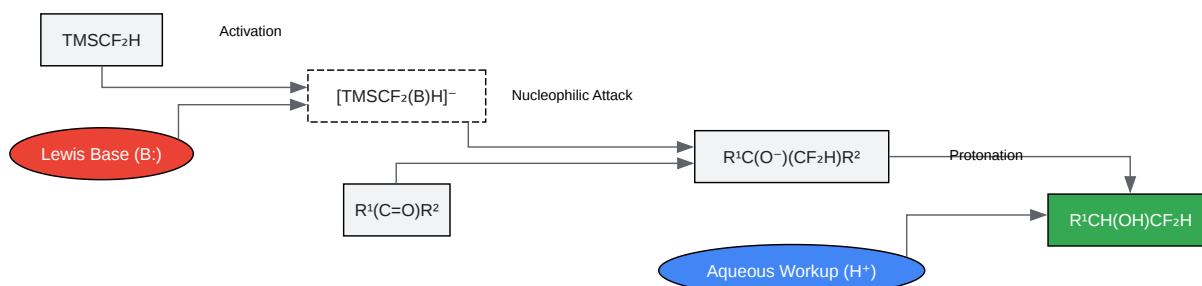 TMSCF₂H
Activation
[TMSCF₂(B)H]⁻
Nucleophilic Attack
Lewis Base (B:)
R¹C(O⁻)(CF₂H)R²
Protonation
R¹(C=O)R²
R¹CH(OH)CF₂H
Aqueous Workup (H⁺)